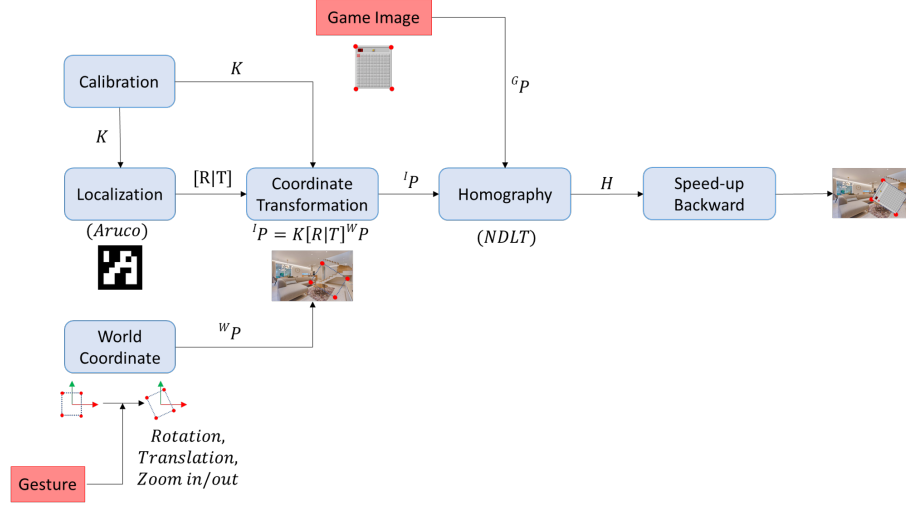 Game Image
Calibration
K
K
ᴳP
Localization
[R|T]
Coordinate
Transformation
ᴵP
Homography
H
Speed-up
Backward
(Aruco)
ᴵP = K[R|T]ᵂP
(NDLT)
World
Coordinate
ᵂP
Rotation,
Translation,
Zoom in/out
Gesture